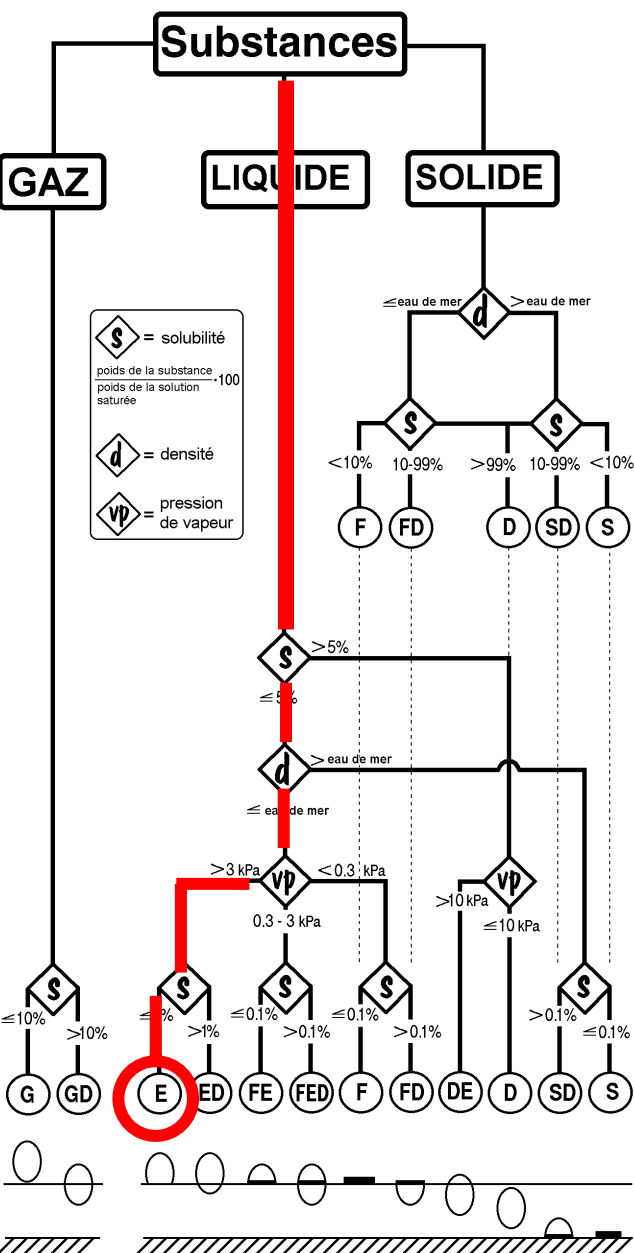 Substances
GAZ
LIQUIDE
SOLIDE
≤eau de mer
>eau de mer
d
S = solubilité
poids de la substance
poids de la solution
saturée
·100
d = densité
vp = pression
de vapeur
S
S
<10%
10-99%
>99%
10-99%
<10%
F
FD
D
SD
S
S
>5%
≤5%
d
> eau de mer
≤ eau de mer
>3 kPa
vp
<0.3 kPa
vp
0.3 - 3 kPa
>10 kPa
≤10 kPa
S
S
S
S
S
≤10%
>10%
>1%
≤0.1%
>0.1%
≤0.1%
>0.1%
>0.1%
≤0.1%
G
GD
E
ED
FE
FED
F
FD
DE
D
SD
S